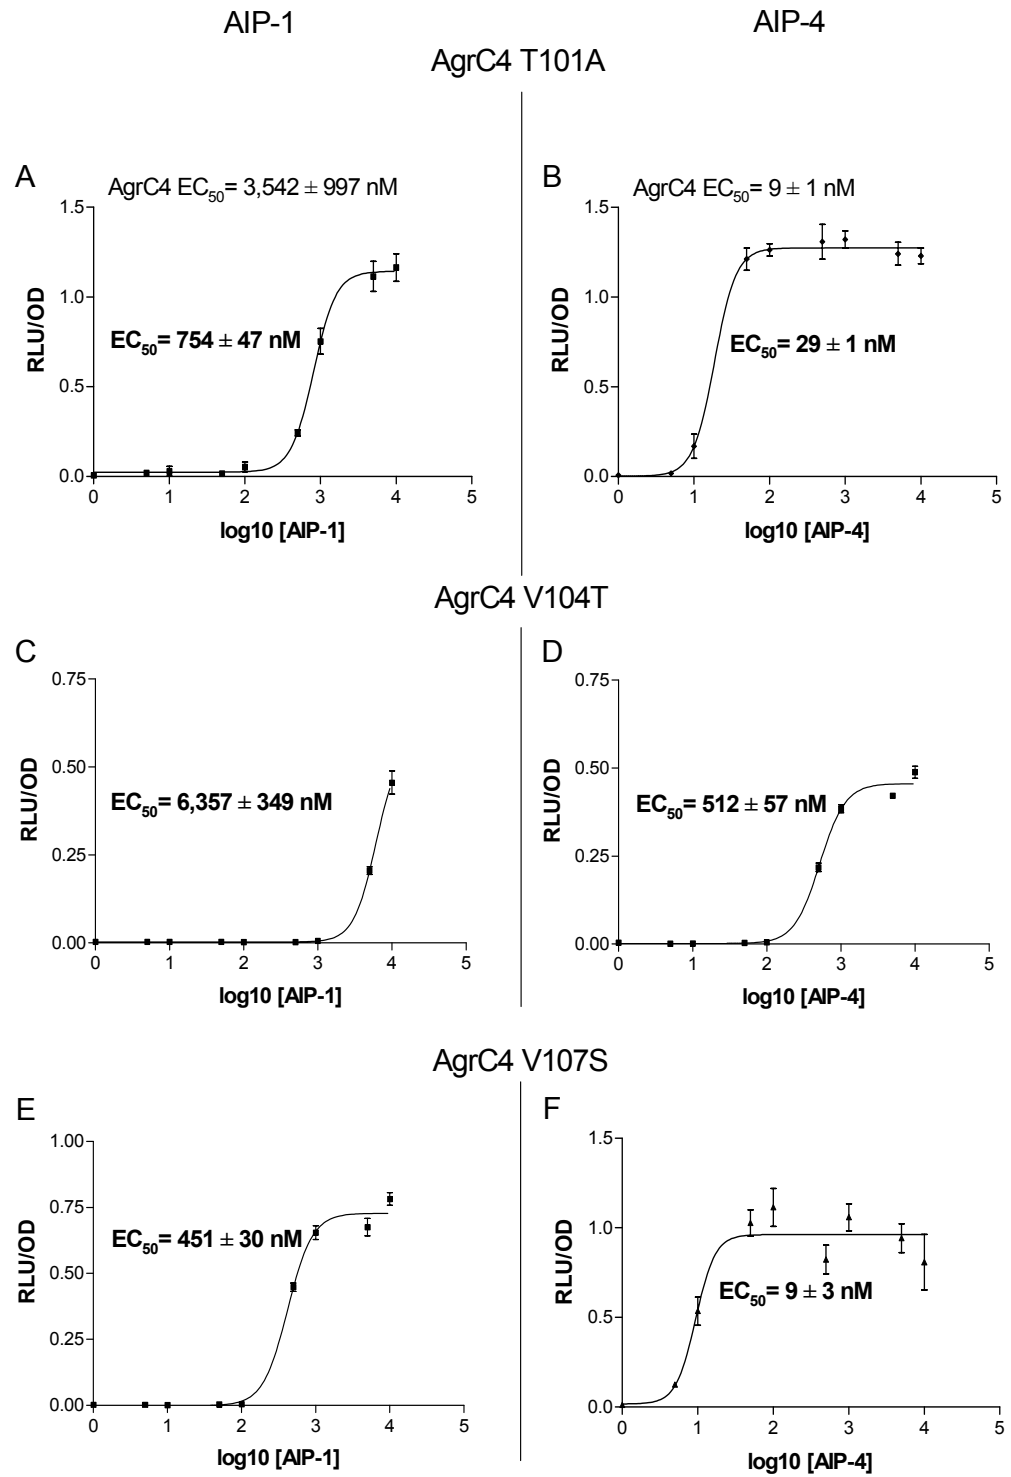 AIP-1
AIP-4
AgrC4 T101A
A
AgrC4 EC50= 3,542 ± 997 nM
1.5
1.0
0.5
0.0
RLU/OD
EC50= 754 ± 47 nM
0 1 2 3 4 5
log10 [AIP-1]
B
AgrC4 EC50= 9 ± 1 nM
1.5
1.0
0.5
0.0
RLU/OD
EC50= 29 ± 1 nM
0 1 2 3 4 5
log10 [AIP-4]
AgrC4 V104T
C
0.75
0.50
0.25
0.00
RLU/OD
EC50= 6,357 ± 349 nM
0 1 2 3 4 5
log10 [AIP-1]
D
0.75
0.50
0.25
0.00
RLU/OD
EC50= 512 ± 57 nM
0 1 2 3 4 5
log10 [AIP-4]
AgrC4 V107S
E
1.00
0.75
0.50
0.25
0.00
RLU/OD
EC50= 451 ± 30 nM
0 1 2 3 4 5
log10 [AIP-1]
F
1.5
1.0
0.5
0.0
RLU/OD
EC50= 9 ± 3 nM
0 1 2 3 4 5
log10 [AIP-4]